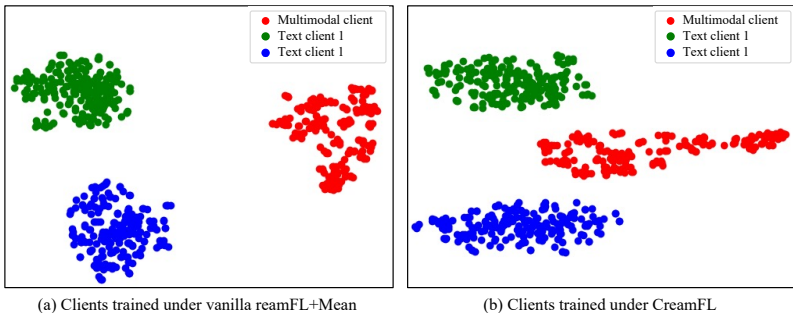 Multimodal client
Text client 1
Text client 1
Multimodal client
Text client 1
Text client 1
(a) Clients trained under vanilla reamFL+Mean
(b) Clients trained under CreamFL